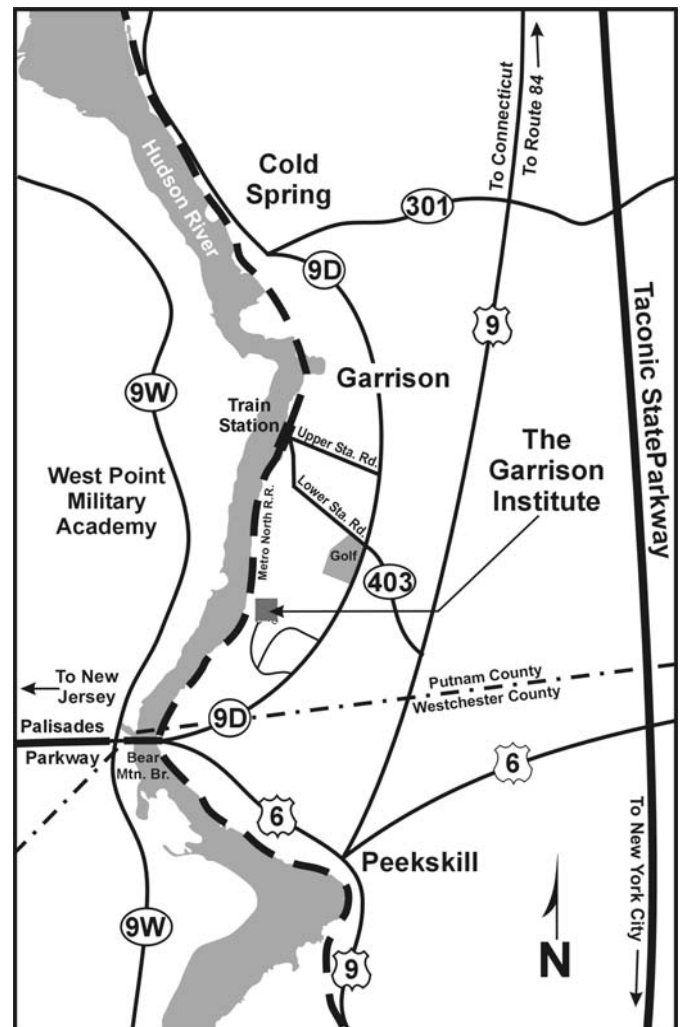 Hudson River
Cold
Spring
To Connecticut
To Route 84
301
9D
9
Taconic StateParkway
9W
Garrison
Train
Station
Upper Sta. Rd.
The
Garrison
Institute
West Point
Military
Academy
Metro North R.R.
Lower Sta. Rd.
Golf
403
To New
Jersey
Putnam County
Westchester County
9D
Palisades
Parkway
Bear
Mtn. Br.
6
6
Peekskill
To New York City
9W
9
N